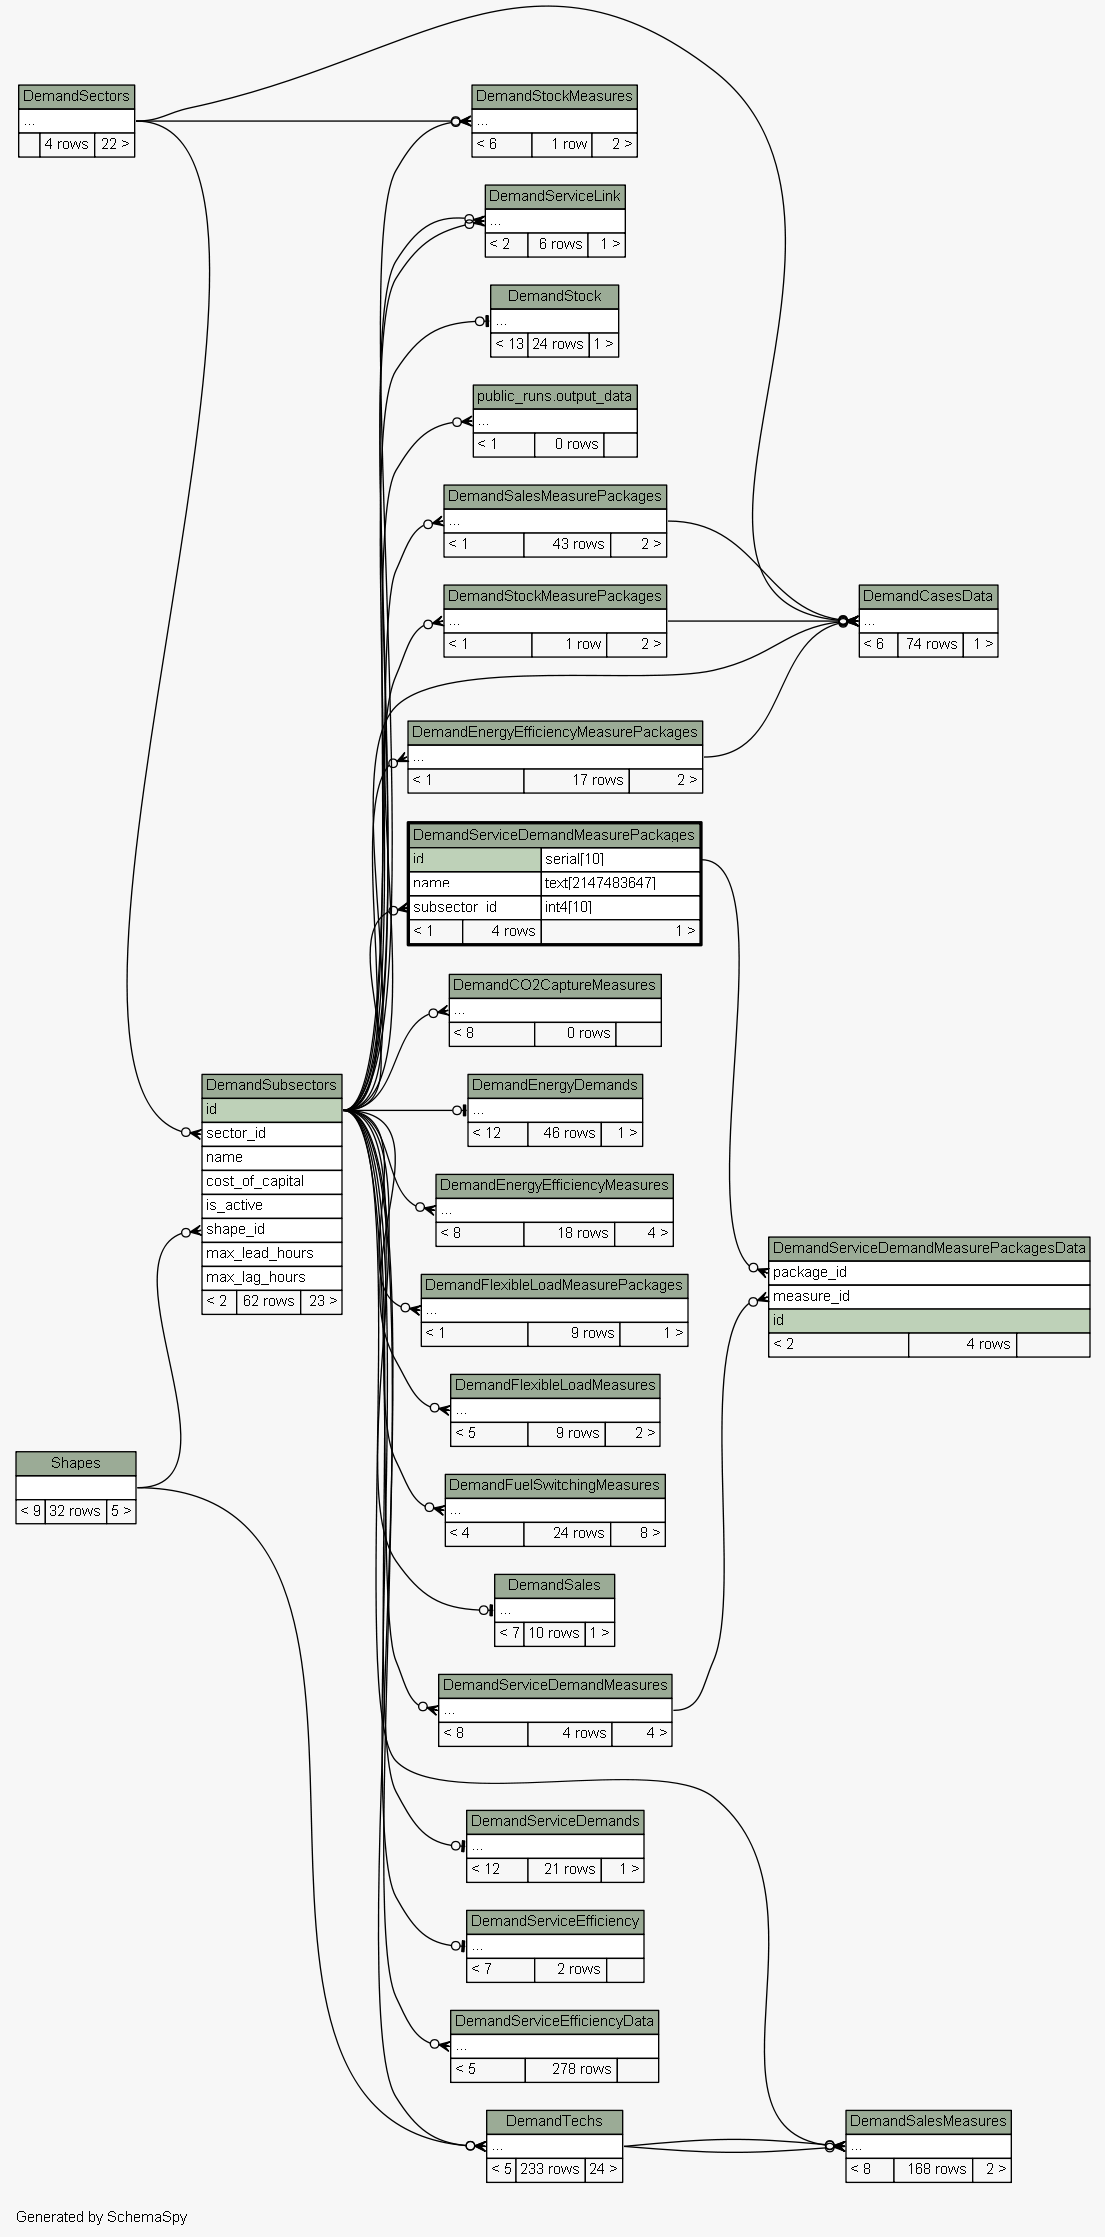 DemandSectors
...
4 rows 22 >
DemandStockMeasures
...
< 6 1 row 2 >
DemandServiceLink
...
< 2 6 rows 1 >
DemandStock
...
< 13 24 rows 1 >
public_runs.output_data
...
< 1 0 rows
DemandSalesMeasurePackages
...
< 1 43 rows 2 >
DemandStockMeasurePackages
...
< 1 1 row 2 >
DemandCasesData
...
< 6 74 rows 1 >
DemandEnergyEfficiencyMeasurePackages
...
< 1 17 rows 2 >
DemandServiceDemandMeasurePackages
id serial[10]
name text[2147483647]
subsector_id int4[10]
< 1 4 rows 1 >
DemandCO2CaptureMeasures
...
< 8 0 rows
DemandSubsectors
id
sector_id
name
cost_of_capital
is_active
shape_id
max_lead_hours
max_lag_hours
< 2 62 rows 23 >
DemandEnergyDemands
...
< 12 46 rows 1 >
DemandEnergyEfficiencyMeasures
...
< 8 18 rows 4 >
DemandServiceDemandMeasurePackagesData
package_id
measure_id
id
< 2 4 rows
DemandFlexibleLoadMeasurePackages
...
< 1 9 rows 1 >
DemandFlexibleLoadMeasures
...
< 5 9 rows 2 >
Shapes
< 9 32 rows 5 >
DemandFuelSwitchingMeasures
...
< 4 24 rows 8 >
DemandSales
...
< 7 10 rows 1 >
DemandServiceDemandMeasures
...
< 8 4 rows 4 >
DemandServiceDemands
...
< 12 21 rows 1 >
DemandServiceEfficiency
...
< 7 2 rows
DemandServiceEfficiencyData
...
< 5 278 rows
DemandTechs
...
< 5 233 rows 24 >
DemandSalesMeasures
...
< 8 168 rows 2 >
Generated by SchemaSpy